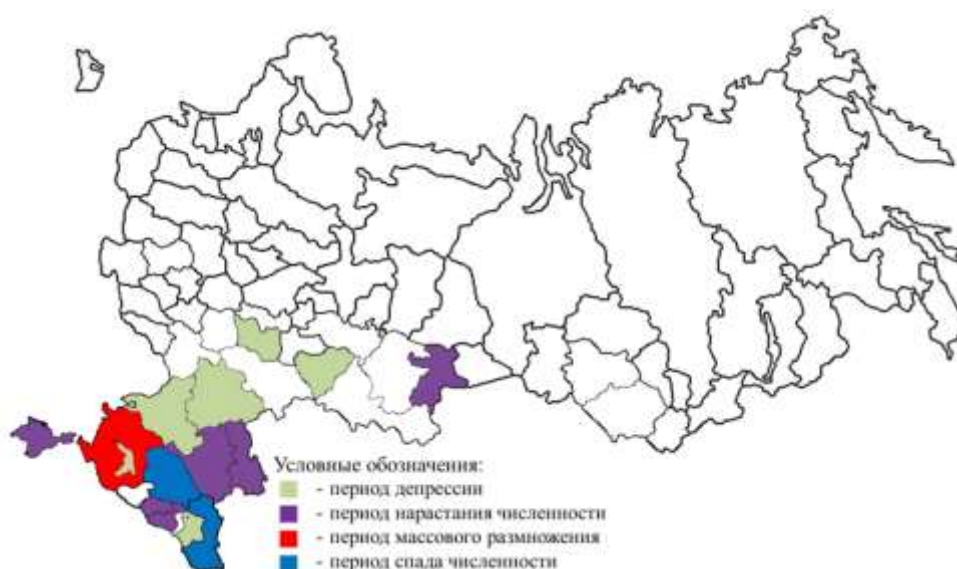 Условные обозначения:
- период депрессии
- период нарастания численности
- период массового размножения
- период спада численности